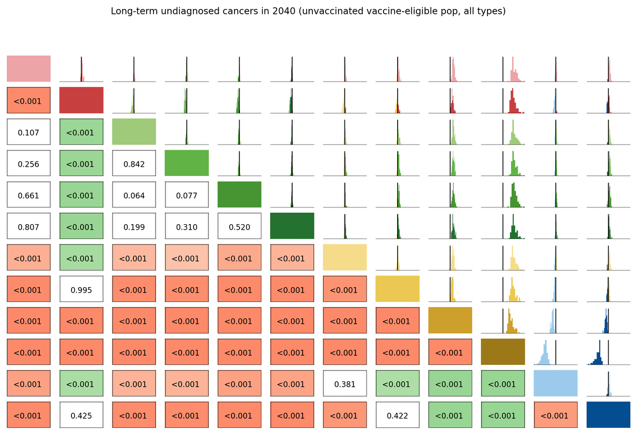 Long-term undiagnosed cancers in 2040 (unvaccinated vaccine-eligible pop, all types)
<0.001
0.107 <0.001
0.256 <0.001 0.842
0.661 <0.001 0.064 0.077
0.807 <0.001 0.199 0.310 0.520
<0.001 <0.001 <0.001 <0.001 <0.001 <0.001
<0.001 0.995 <0.001 <0.001 <0.001 <0.001 <0.001
<0.001 <0.001 <0.001 <0.001 <0.001 <0.001 <0.001 <0.001
<0.001 <0.001 <0.001 <0.001 <0.001 <0.001 <0.001 <0.001 <0.001
<0.001 <0.001 <0.001 <0.001 <0.001 <0.001 0.381 <0.001 <0.001 <0.001
<0.001 0.425 <0.001 <0.001 <0.001 <0.001 <0.001 0.422 <0.001 <0.001 <0.001